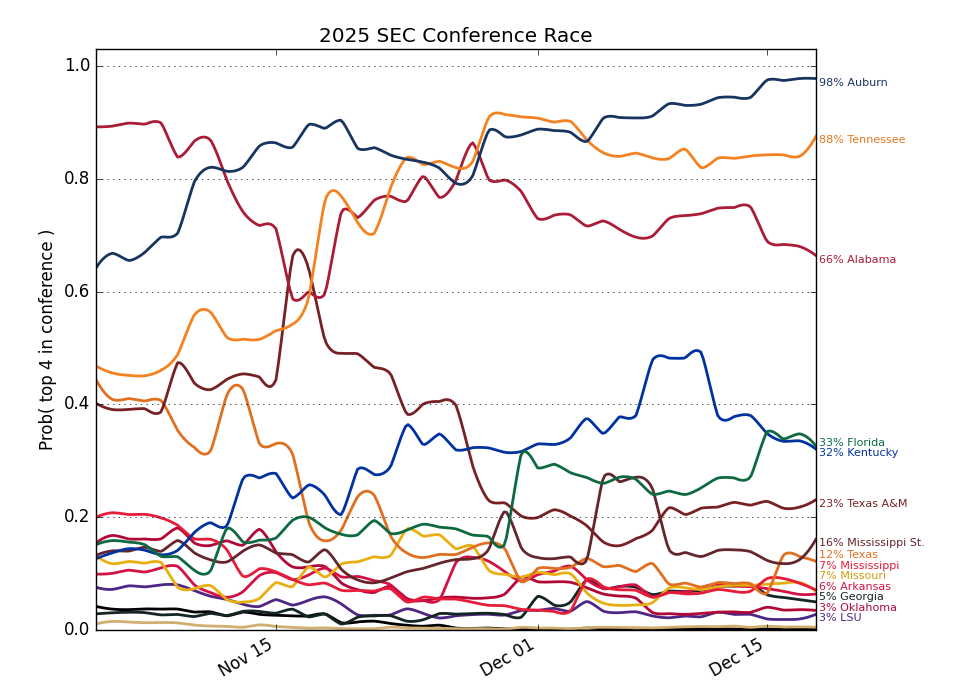 2025 SEC Conference Race
Prob( top 4 in conference )
1.0
0.8
0.6
0.4
0.2
0.0
Nov 15
Dec 01
Dec 15
98% Auburn
88% Tennessee
66% Alabama
33% Florida
32% Kentucky
23% Texas A&M
16% Mississippi St.
12% Texas
7% Mississippi
7% Missouri
6% Arkansas
5% Georgia
3% Oklahoma
3% LSU